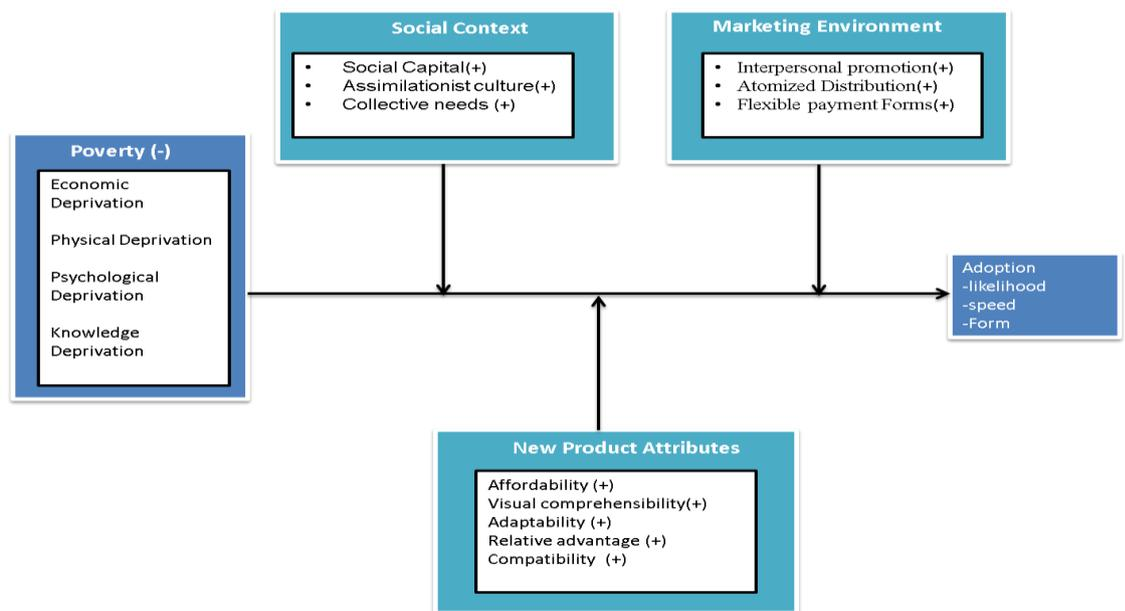 Social Context
• Social Capital(+)
• Assimilationist culture(+)
• Collective needs (+)
Marketing Environment
• Interpersonal promotion(+)
• Atomized Distribution(+)
• Flexible payment Forms(+)
Poverty (-)
Economic
Deprivation
Physical Deprivation
Psychological
Deprivation
Knowledge
Deprivation
Adoption
-likelihood
-speed
-Form
New Product Attributes
Affordability (+)
Visual comprehensibility(+)
Adaptability (+)
Relative advantage (+)
Compatibility (+)